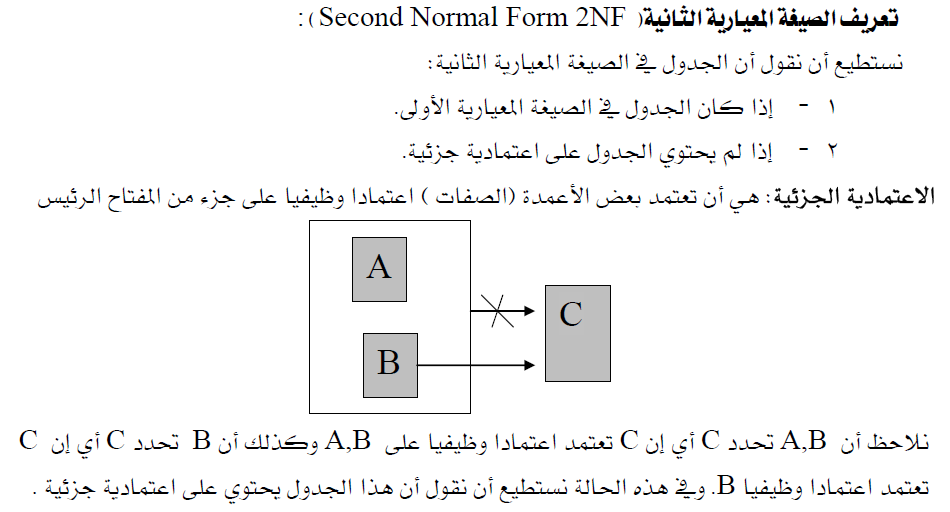 تعريف الصيغة المعيارية الثانية( Second Normal Form 2NF ):
نستطيع أن نقول أن الجدول في الصيغة المعيارية الثانية:
١ - إذا كان الجدول في الصيغة المعيارية الأولى.
٢ - إذا لم يحتوي الجدول على اعتمادية جزئية.
الاعتمادية الجزئية: هي أن تعتمد بعض الأعمدة (الصفات ) اعتمادا وظيفيا على جزء من المفتاح الرئيس
A
C
B
نلاحظ أن A,B تحدد C أي إن C تعتمد اعتمادا وظيفيا على A,B وكذلك أن B تحدد C أي إن C
تعتمد اعتمادا وظيفيا B. وفي هذه الحالة نستطيع أن نقول أن هذا الجدول يحتوي على اعتمادية جزئية .